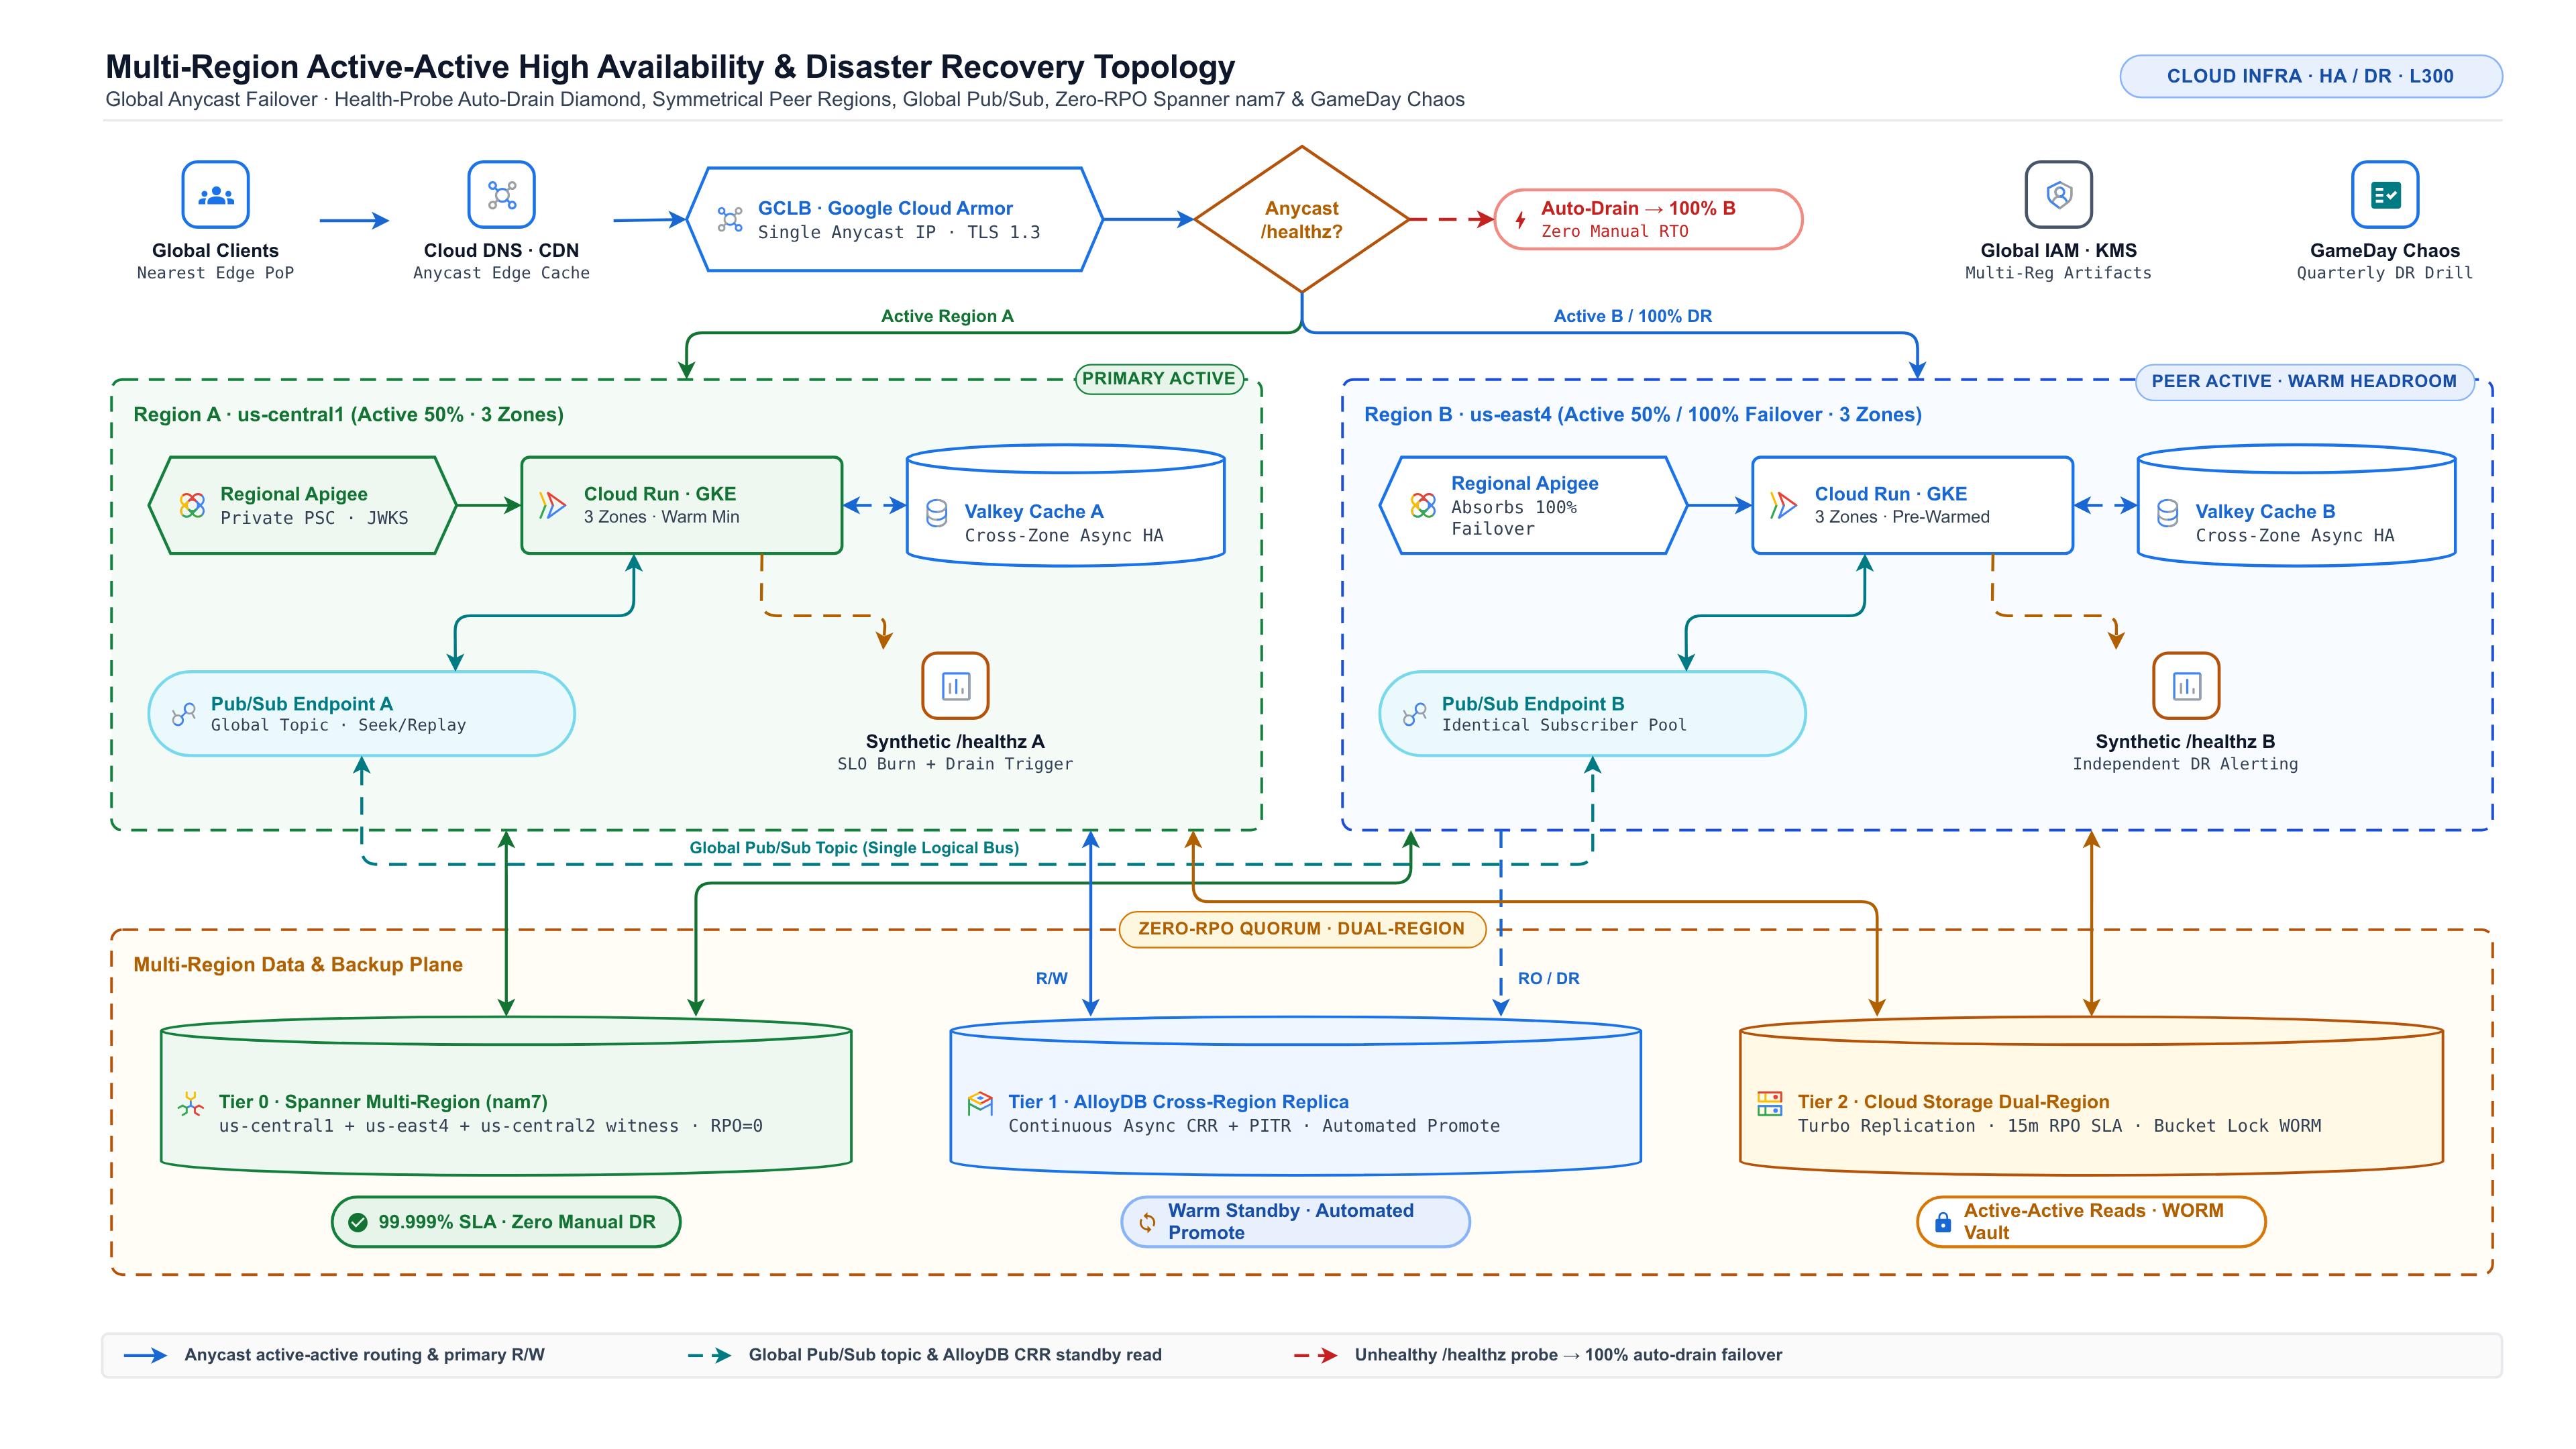 Multi-Region Active-Active High Availability & Disaster Recovery Topology
Global Anycast Failover · Health-Probe Auto-Drain Diamond, Symmetrical Peer Regions, Global Pub/Sub, Zero-RPO Spanner nam7 & GameDay Chaos
CLOUD INFRA · HA / DR · L300
Global Clients
Nearest Edge PoP
Cloud DNS · CDN
Anycast Edge Cache
GCLB · Google Cloud Armor
Single Anycast IP · TLS 1.3
Anycast
/healthz?
Auto-Drain → 100% B
Zero Manual RTO
Global IAM · KMS
Multi-Reg Artifacts
GameDay Chaos
Quarterly DR Drill
Active Region A
Active B / 100% DR
PRIMARY ACTIVE
Region A · us-central1 (Active 50% · 3 Zones)
Regional Apigee
Private PSC · JWKS
Cloud Run · GKE
3 Zones · Warm Min
Valkey Cache A
Cross-Zone Async HA
Pub/Sub Endpoint A
Global Topic · Seek/Replay
Synthetic /healthz A
SLO Burn + Drain Trigger
PEER ACTIVE · WARM HEADROOM
Region B · us-east4 (Active 50% / 100% Failover · 3 Zones)
Regional Apigee
Absorbs 100%
Failover
Cloud Run · GKE
3 Zones · Pre-Warmed
Valkey Cache B
Cross-Zone Async HA
Pub/Sub Endpoint B
Identical Subscriber Pool
Synthetic /healthz B
Independent DR Alerting
Global Pub/Sub Topic (Single Logical Bus)
ZERO-RPO QUORUM · DUAL-REGION
Multi-Region Data & Backup Plane
R/W
RO / DR
Tier 0 · Spanner Multi-Region (nam7)
us-central1 + us-east4 + us-central2 witness · RPO=0
Tier 1 · AlloyDB Cross-Region Replica
Continuous Async CRR + PITR · Automated Promote
Tier 2 · Cloud Storage Dual-Region
Turbo Replication · 15m RPO SLA · Bucket Lock WORM
99.999% SLA · Zero Manual DR
Warm Standby · Automated
Promote
Active-Active Reads · WORM
Vault
Anycast active-active routing & primary R/W
Global Pub/Sub topic & AlloyDB CRR standby read
Unhealthy /healthz probe → 100% auto-drain failover